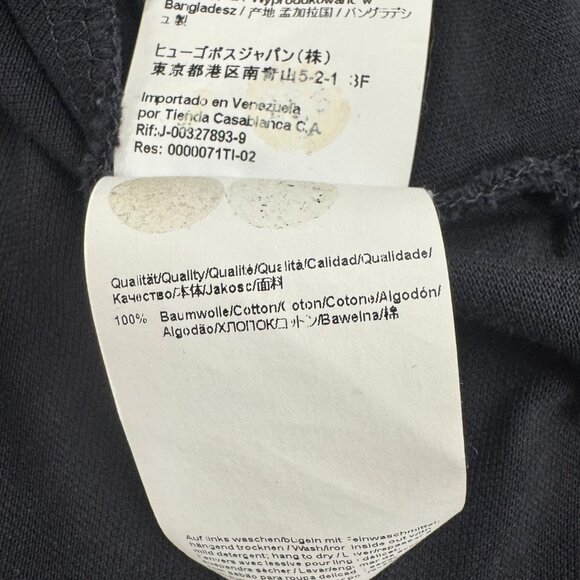 Wyprodukowano w
Bangladesz / 产地 孟加拉国 / バングラデシ
ュ製
ヒューゴボスジャパン（株）
東京都港区南青山5-2-1 3F
Importado en Venezuela
por Tienda Casablanca C.A
Rif:J-00327893-9
Res: 0000071TI-02
Qualität/Quality/Qualité/Qualità/Calidad/Qualidade/
Качество/本体/Jakość/面料
100% Baumwolle/Cotton/Coton/Cotone/Algodón/
Algodão/ХЛОПОК/コットン/Bawełna/棉
Auf links waschen/bügeln mit Feinwaschmittel;
hängend trocknen / Wash/iron inside out with
mild detergent; hang to dry / Laver/repasser